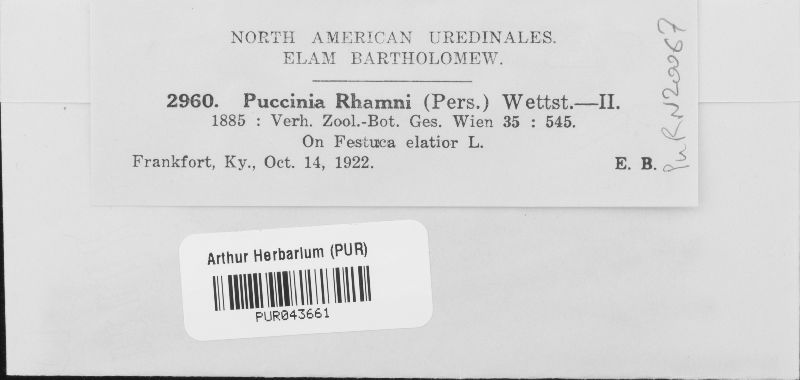 NORTH AMERICAN UREDINALES.
ELAM BARTHOLOMEW.
2960. Puccinia Rhamni (Pers.) Wettst.—II.
1885 : Verh. Zool.-Bot. Ges. Wien 35 : 545.
On Festuca elatior L.
Frankfort, Ky., Oct. 14, 1922. E. B.
PURN20067
Arthur Herbarium (PUR)
PUR043661